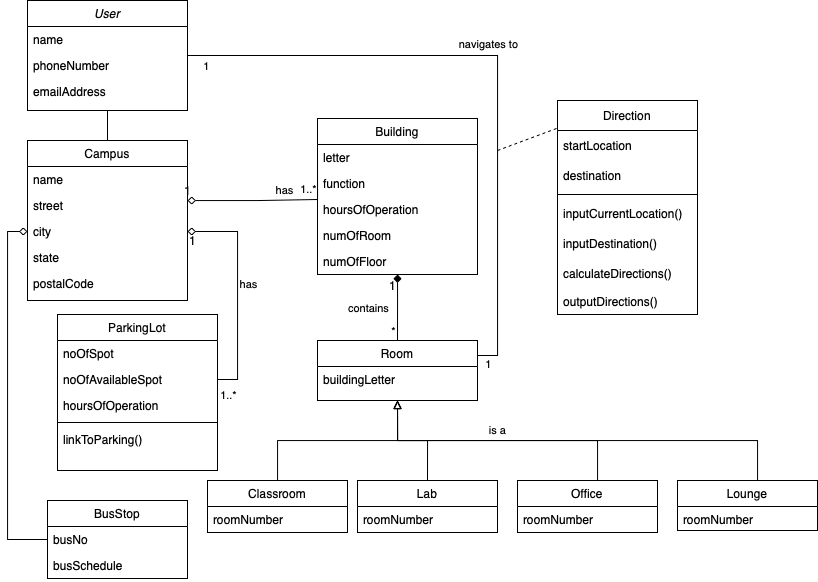 User
name
phoneNumber
emailAddress
navigates to
1
Campus
name
street
city
state
postalCode
1
has
1..*
1
has
Building
letter
function
hoursOfOperation
numOfRoom
numOfFloor
1
contains
*
Direction
startLocation
destination
inputCurrentLocation()
inputDestination()
calculateDirections()
outputDirections()
ParkingLot
noOfSpot
noOfAvailableSpot
hoursOfOperation
linkToParking()
1..*
Room
buildingLetter
1
is a
Classroom
roomNumber
Lab
roomNumber
Office
roomNumber
Lounge
roomNumber
BusStop
busNo
busSchedule